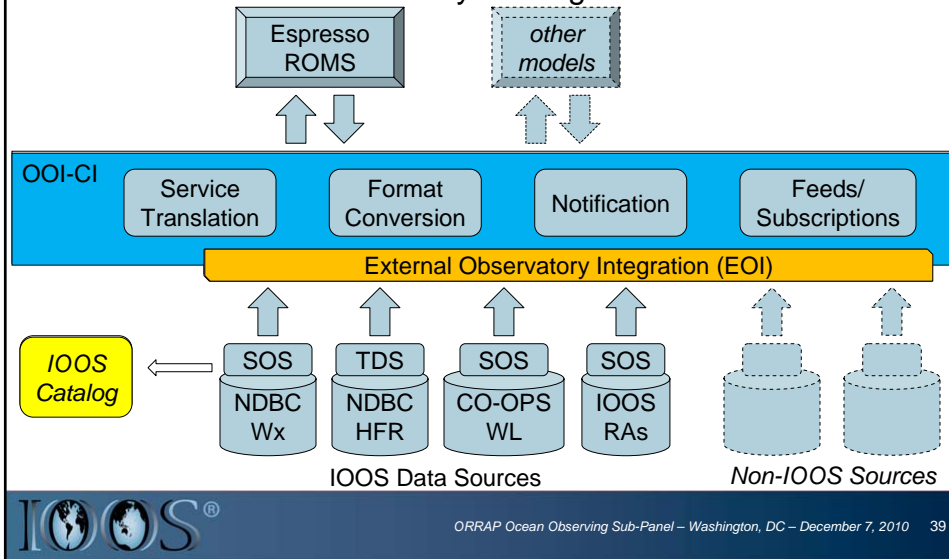 Espresso
ROMS
other
models
OOI-CI
Service
Translation
Format
Conversion
Notification
Feeds/
Subscriptions
External Observatory Integration (EOI)
IOOS
Catalog
SOS
NDBC
Wx
TDS
NDBC
HFR
SOS
CO-OPS
WL
SOS
IOOS
RAs
IOOS Data Sources
Non-IOOS Sources
IOOS®
ORRAP Ocean Observing Sub-Panel – Washington, DC – December 7, 2010 39